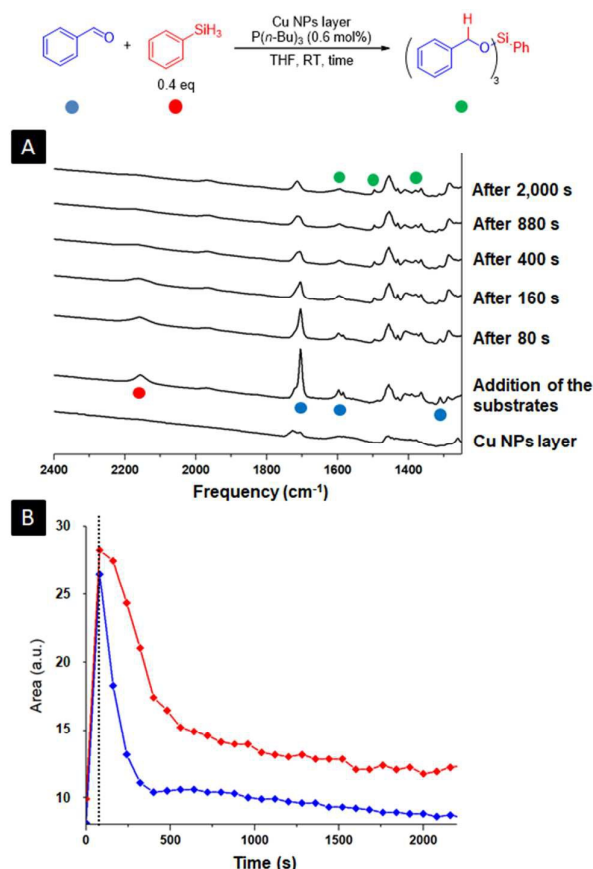 O
SiH3
0.4 eq
+
Cu NPs layer
P(n-Bu)3 (0.6 mol%)
THF, RT, time
H
O
Si
Ph
3
A
After 2,000 s
After 880 s
After 400 s
After 160 s
After 80 s
Addition of the
substrates
Cu NPs layer
2400 2200 2000 1800 1600 1400
Frequency (cm-1)
B
Area (a.u.)
30
25
20
15
10
0 500 1000 1500 2000
Time (s)